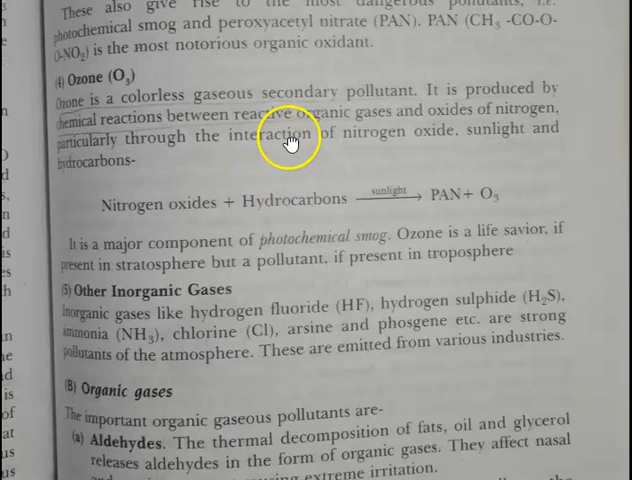 These also give rise to the most dangerous pollutants, i.e.
photochemical smog and peroxyacetyl nitrate (PAN). PAN (CH3 -CO-O-
O-NO2) is the most notorious organic oxidant.
(4) Ozone (O3)
Ozone is a colorless gaseous secondary pollutant. It is produced by
chemical reactions between reactive organic gases and oxides of nitrogen,
particularly through the interaction of nitrogen oxide. sunlight and
hydrocarbons-
Nitrogen oxides + Hydrocarbons sunlight → PAN+ O3
It is a major component of photochemical smog. Ozone is a life savior, if
present in stratosphere but a pollutant, if present in troposphere
(5) Other Inorganic Gases
Inorganic gases like hydrogen fluoride (HF), hydrogen sulphide (H2S),
ammonia (NH3), chlorine (Cl), arsine and phosgene etc. are strong
pollutants of the atmosphere. These are emitted from various industries.
(B) Organic gases
The important organic gaseous pollutants are-
(a) Aldehydes. The thermal decomposition of fats, oil and glycerol
releases aldehydes in the form of organic gases. They affect nasal
extreme irritation.